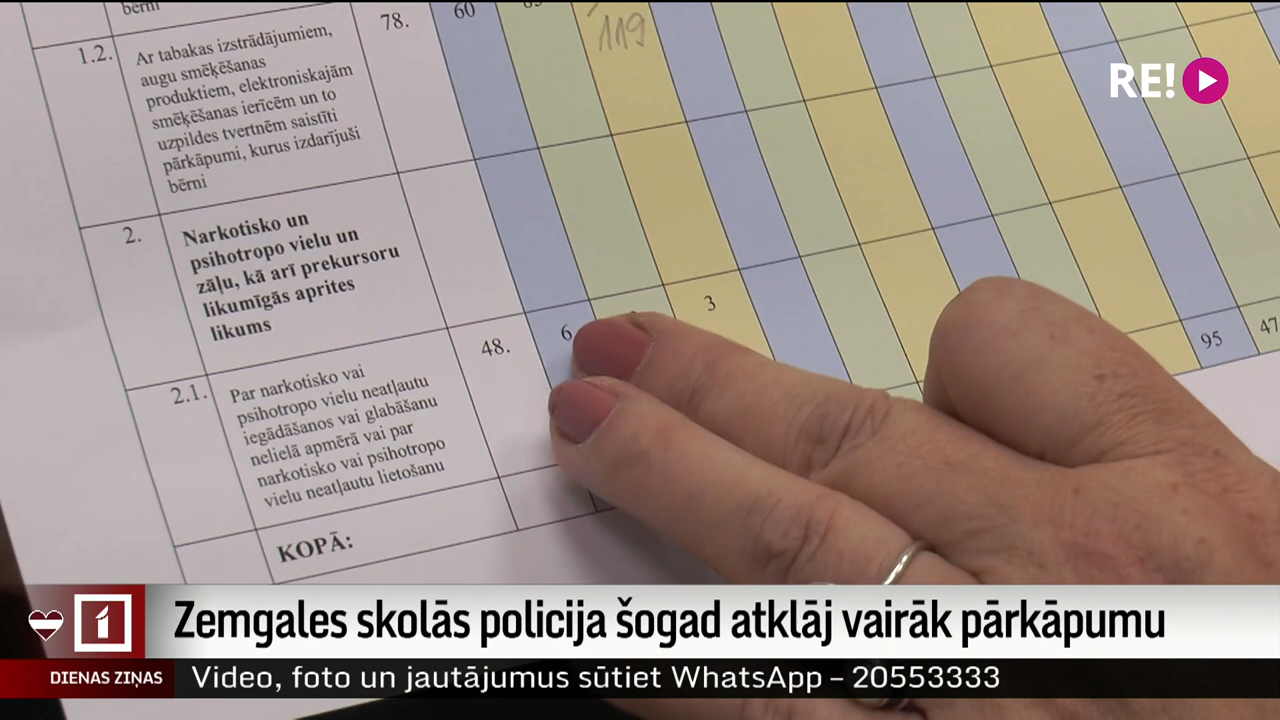 bērni
1.2.
Ar tabakas izstrādājumiem,
augu smēķēšanas
produktiem, elektroniskajām
smēķēšanas ierīcēm un to
uzpildes tvertnēm saistīti
pārkāpumi, kurus izdarījuši
bērni
78.
60
119
2.
Narkotisko un
psihotropo vielu un
zāļu, kā arī prekursoru
likumīgās aprites
likums
2.1.
Par narkotisko vai
psihotropo vielu neatļautu
iegādāšanos vai glabāšanu
nelielā apmērā vai par
narkotisko vai psihotropo
vielu neatļautu lietošanu
48.
6
3
95
47
KOPĀ:
RE!
1
Zemgales skolās policija šogad atklāj vairāk pārkāpumu
DIENAS ZIŅAS
Video, foto un jautājumus sūtiet WhatsApp – 20553333